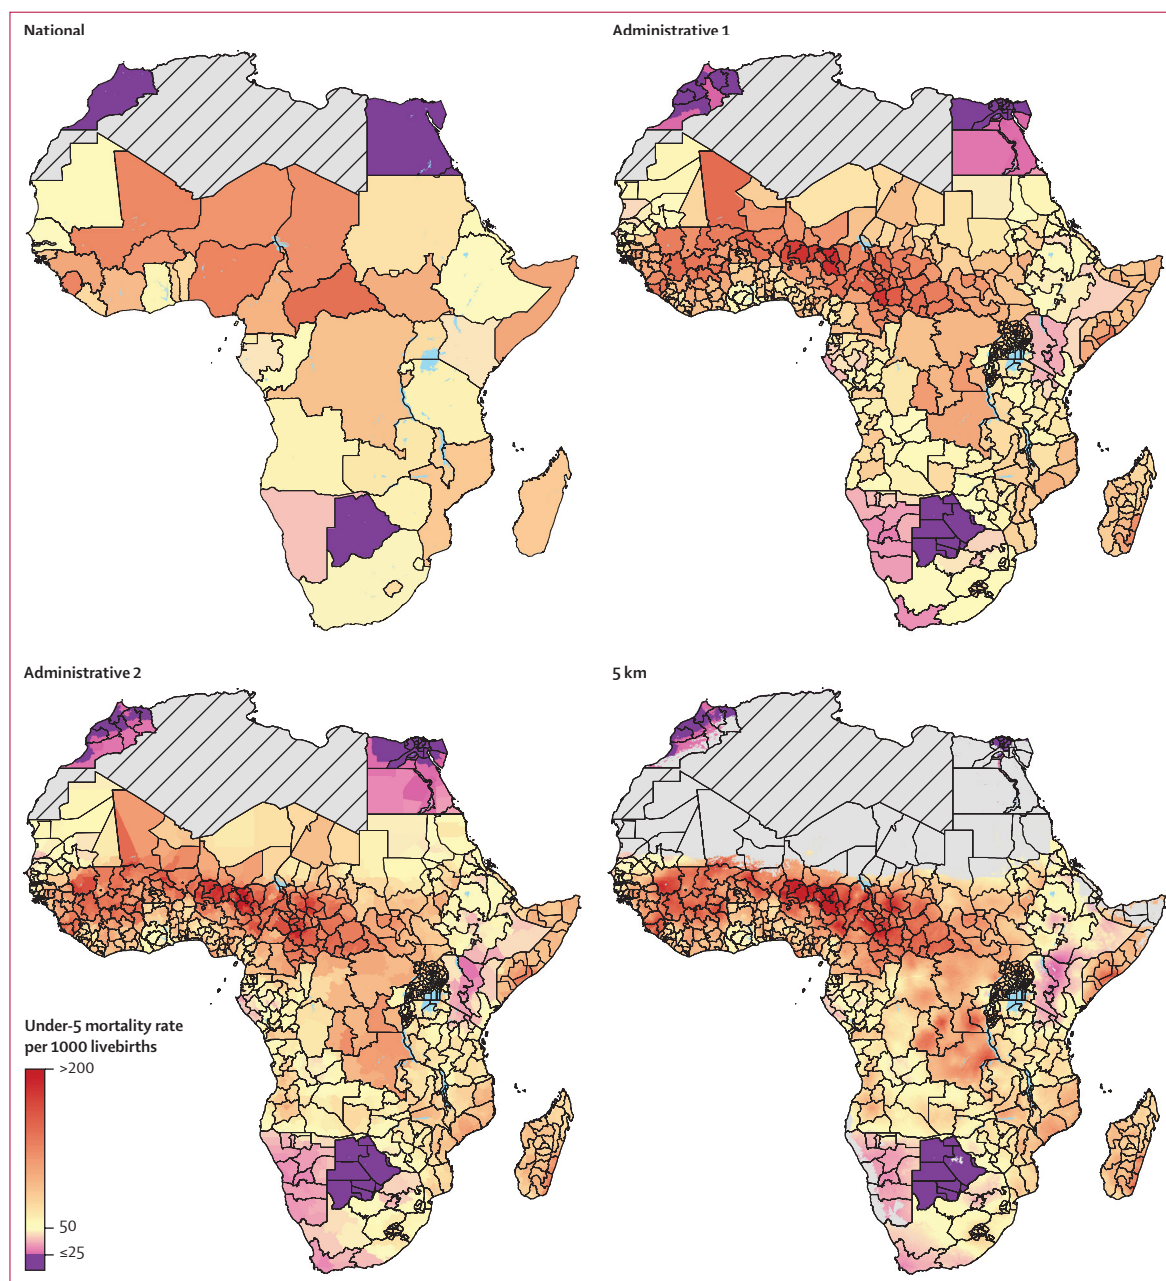 National
Administrative 1
Administrative 2
5 km
Under-5 mortality rate
per 1000 livebirths
>200
50
≤25